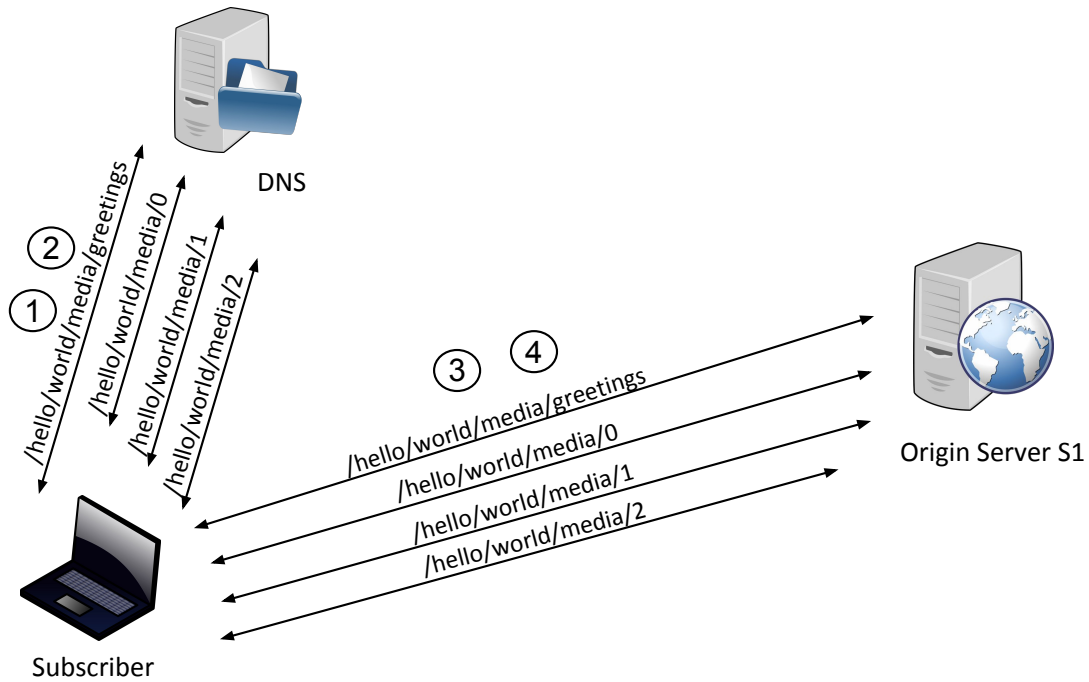 DNS
2
1
/hello/world/media/greetings
/hello/world/media/0
/hello/world/media/1
/hello/world/media/2
3
4
/hello/world/media/greetings
/hello/world/media/0
/hello/world/media/1
/hello/world/media/2
Origin Server S1
Subscriber